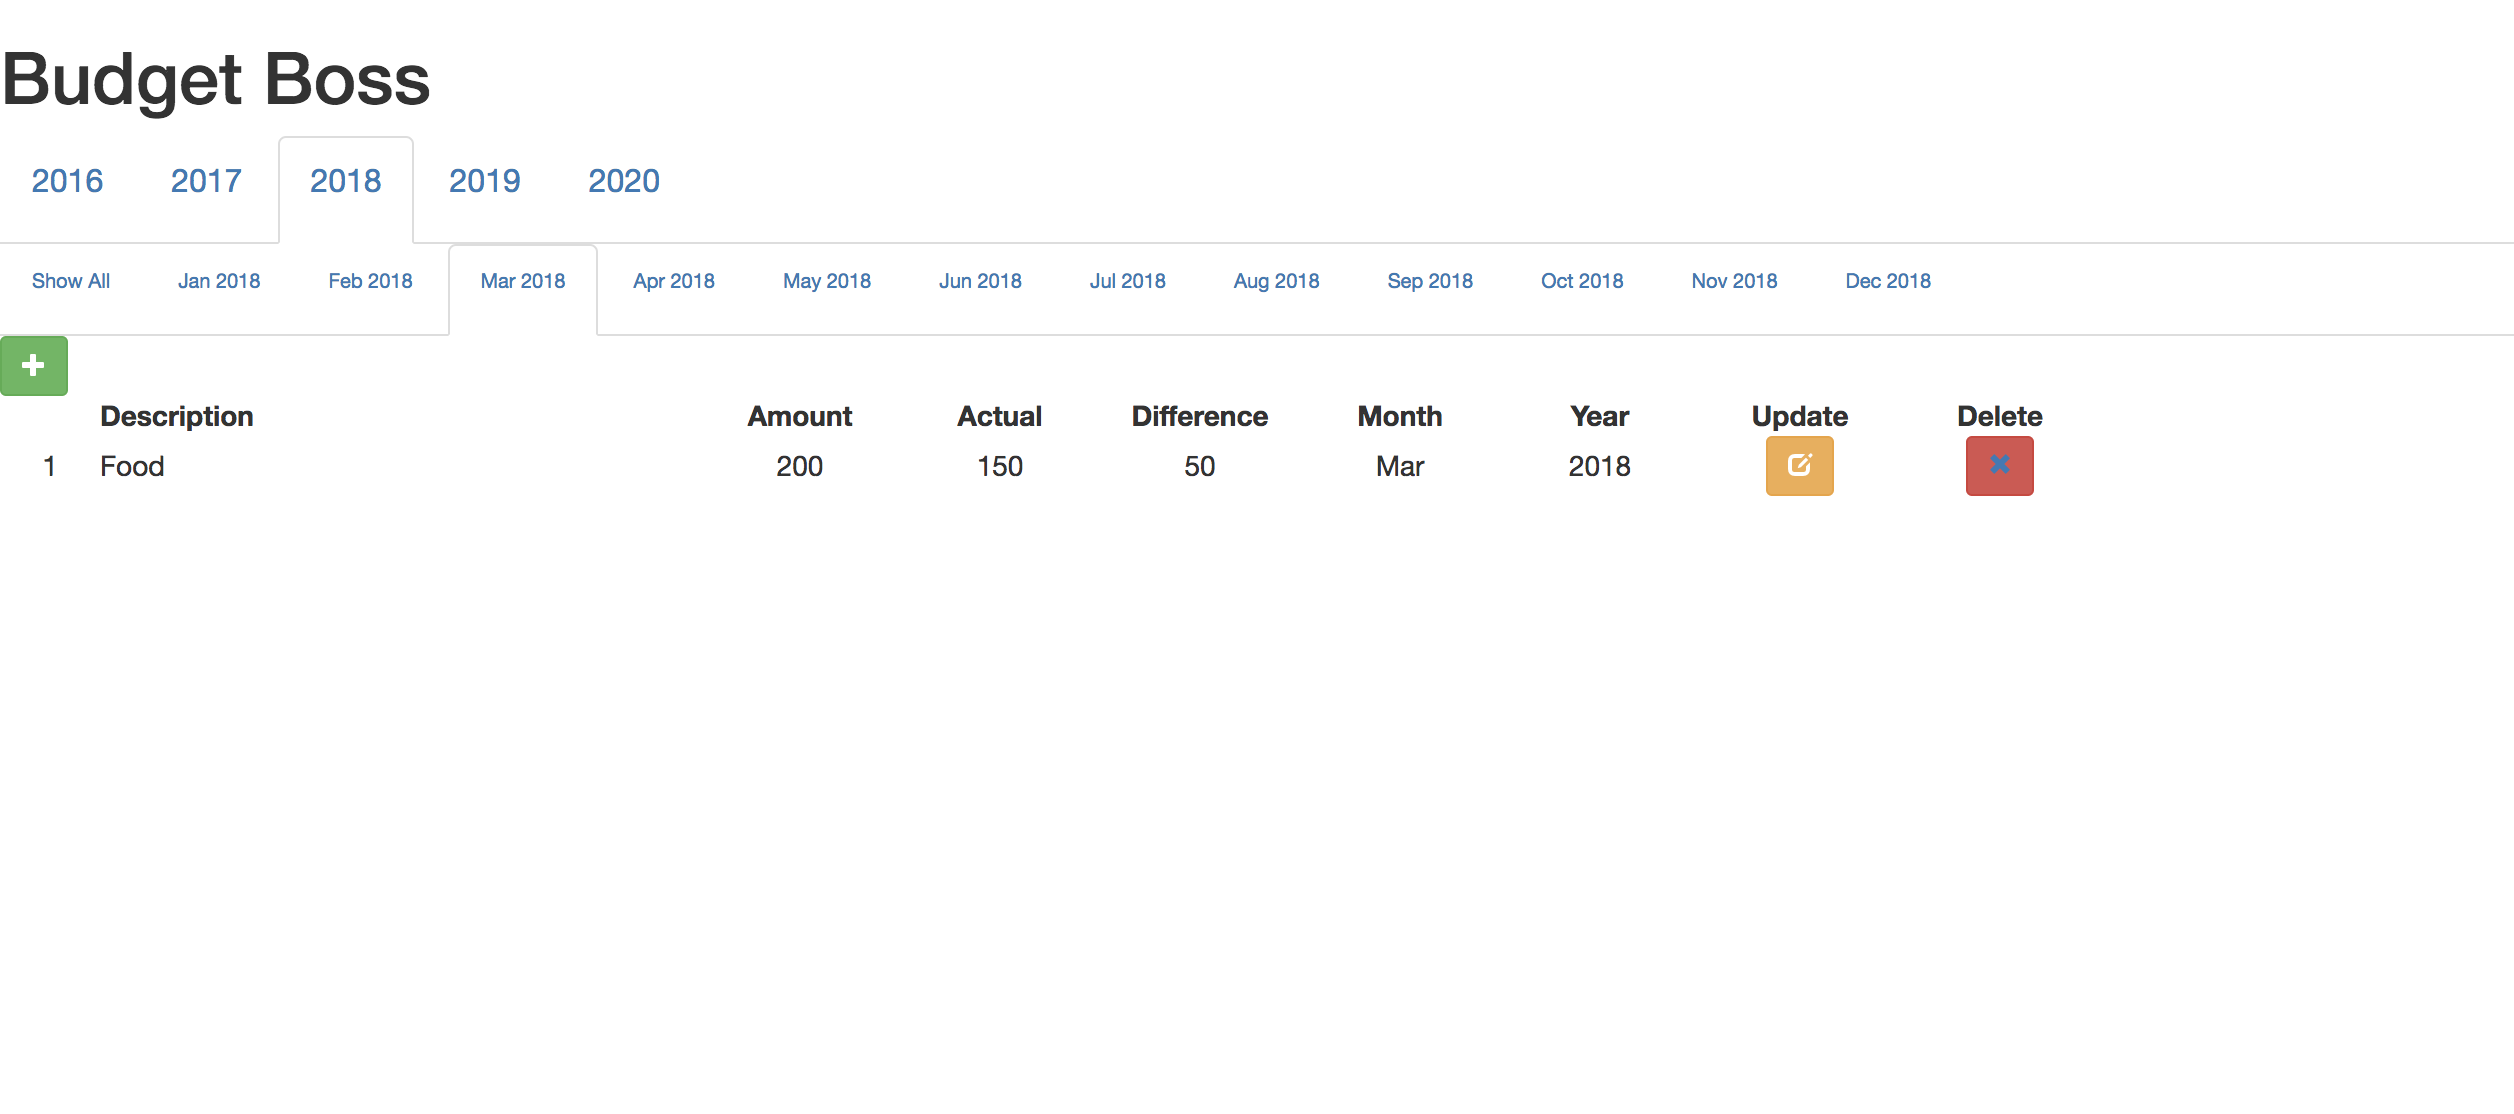 Budget Boss
2016 2017 2018 2019 2020
Show All Jan 2018 Feb 2018 Mar 2018 Apr 2018 May 2018 Jun 2018 Jul 2018 Aug 2018 Sep 2018 Oct 2018 Nov 2018 Dec 2018
Description Amount Actual Difference Month Year Update Delete
1 Food 200 150 50 Mar 2018